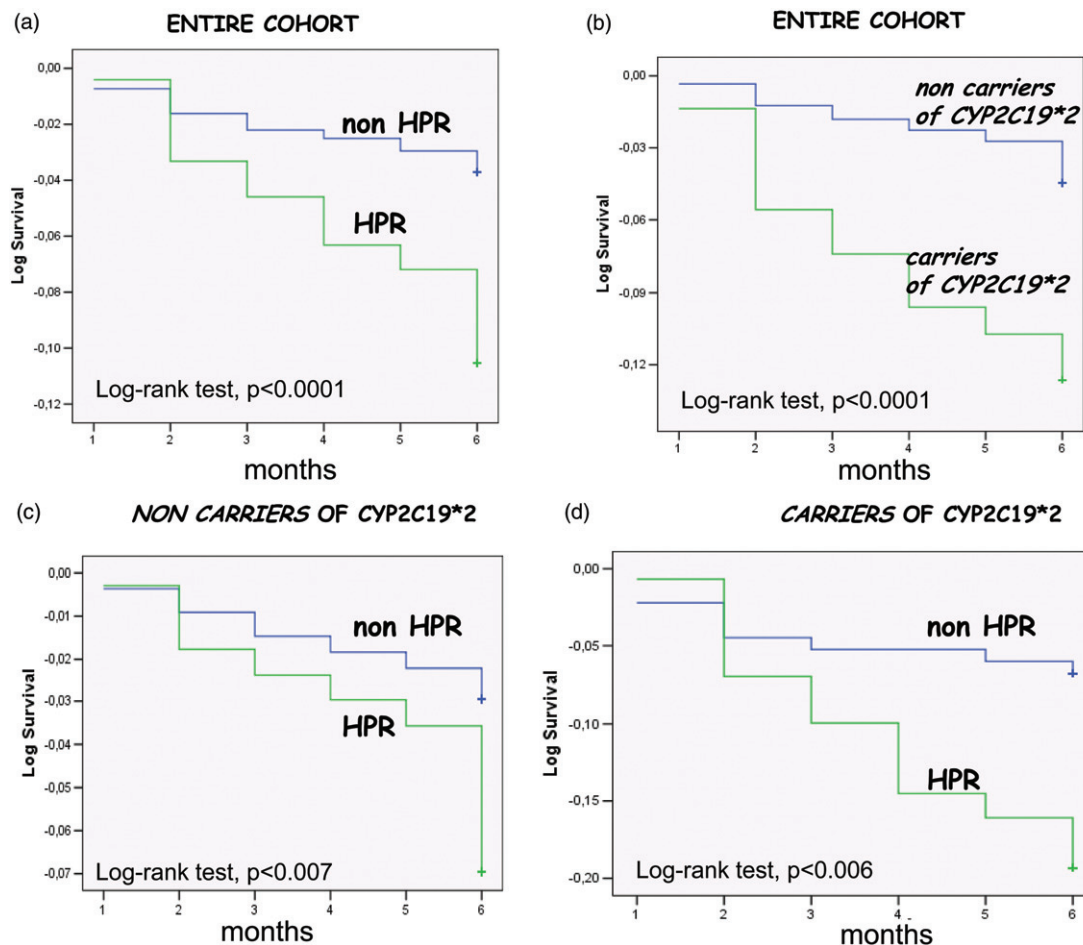 (a)
ENTIRE COHORT
0,00
-0,02
-0,04
-0,06
-0,08
-0,10
-0,12
Log Survival
non HPR
HPR
Log-rank test, p<0.0001
1 2 3 4 5 6
months
(b)
ENTIRE COHORT
0,00
-0,03
-0,06
-0,09
-0,12
Log Survival
non carriers
of CYP2C19*2
carriers
of CYP2C19*2
Log-rank test, p<0.0001
1 2 3 4 5 6
months
(c)
NON CARRIERS OF CYP2C19*2
0,00
-0,01
-0,02
-0,03
-0,04
-0,05
-0,06
-0,07
Log Survival
non HPR
HPR
Log-rank test, p<0.007
1 2 3 4 5 6
months
(d)
CARRIERS OF CYP2C19*2
0,00
-0,05
-0,10
-0,15
-0,20
Log Survival
non HPR
HPR
Log-rank test, p<0.006
1 2 3 4 5 6
months